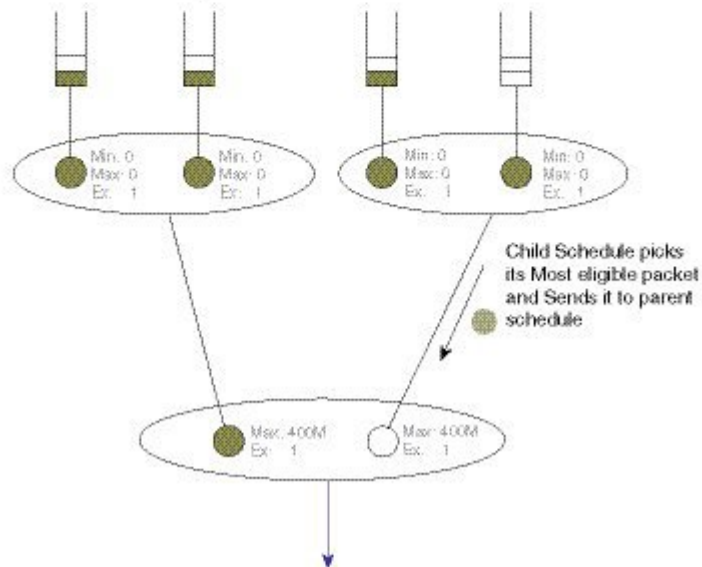 Min: 0
Max: 0
Ex: 1
Min: 0
Max: 0
Ex: 1
Min: 0
Max: 0
Ex: 1
Min: 0
Max: 0
Ex: 1
Child Schedule picks
its Most eligible packet
and Sends it to parent
schedule
Max: 400M
Ex: 1
Max: 400M
Ex: 1